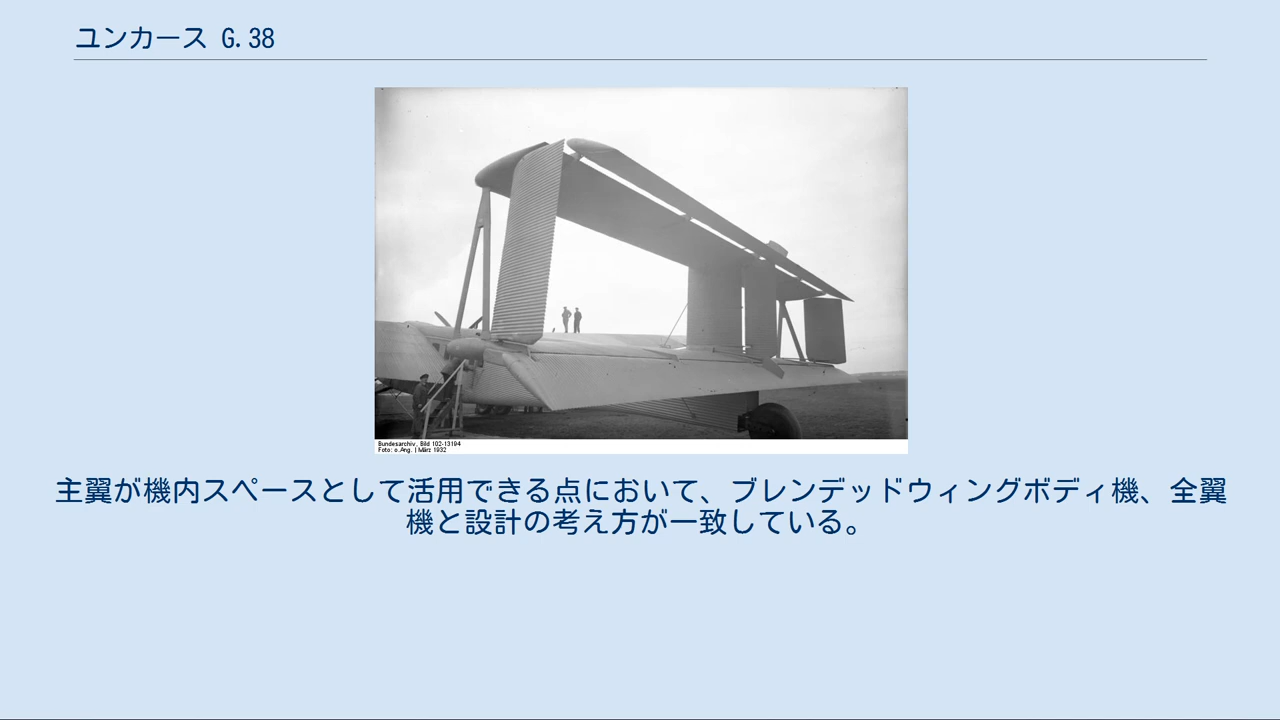 ユンカース G.38
Bundesarchiv, Bild 102-13194
Foto: o.Ang. | März 1932
主翼が機内スペースとして活用できる点において、ブレンデッドウィングボディ機、全翼
機と設計の考え方が一致している。